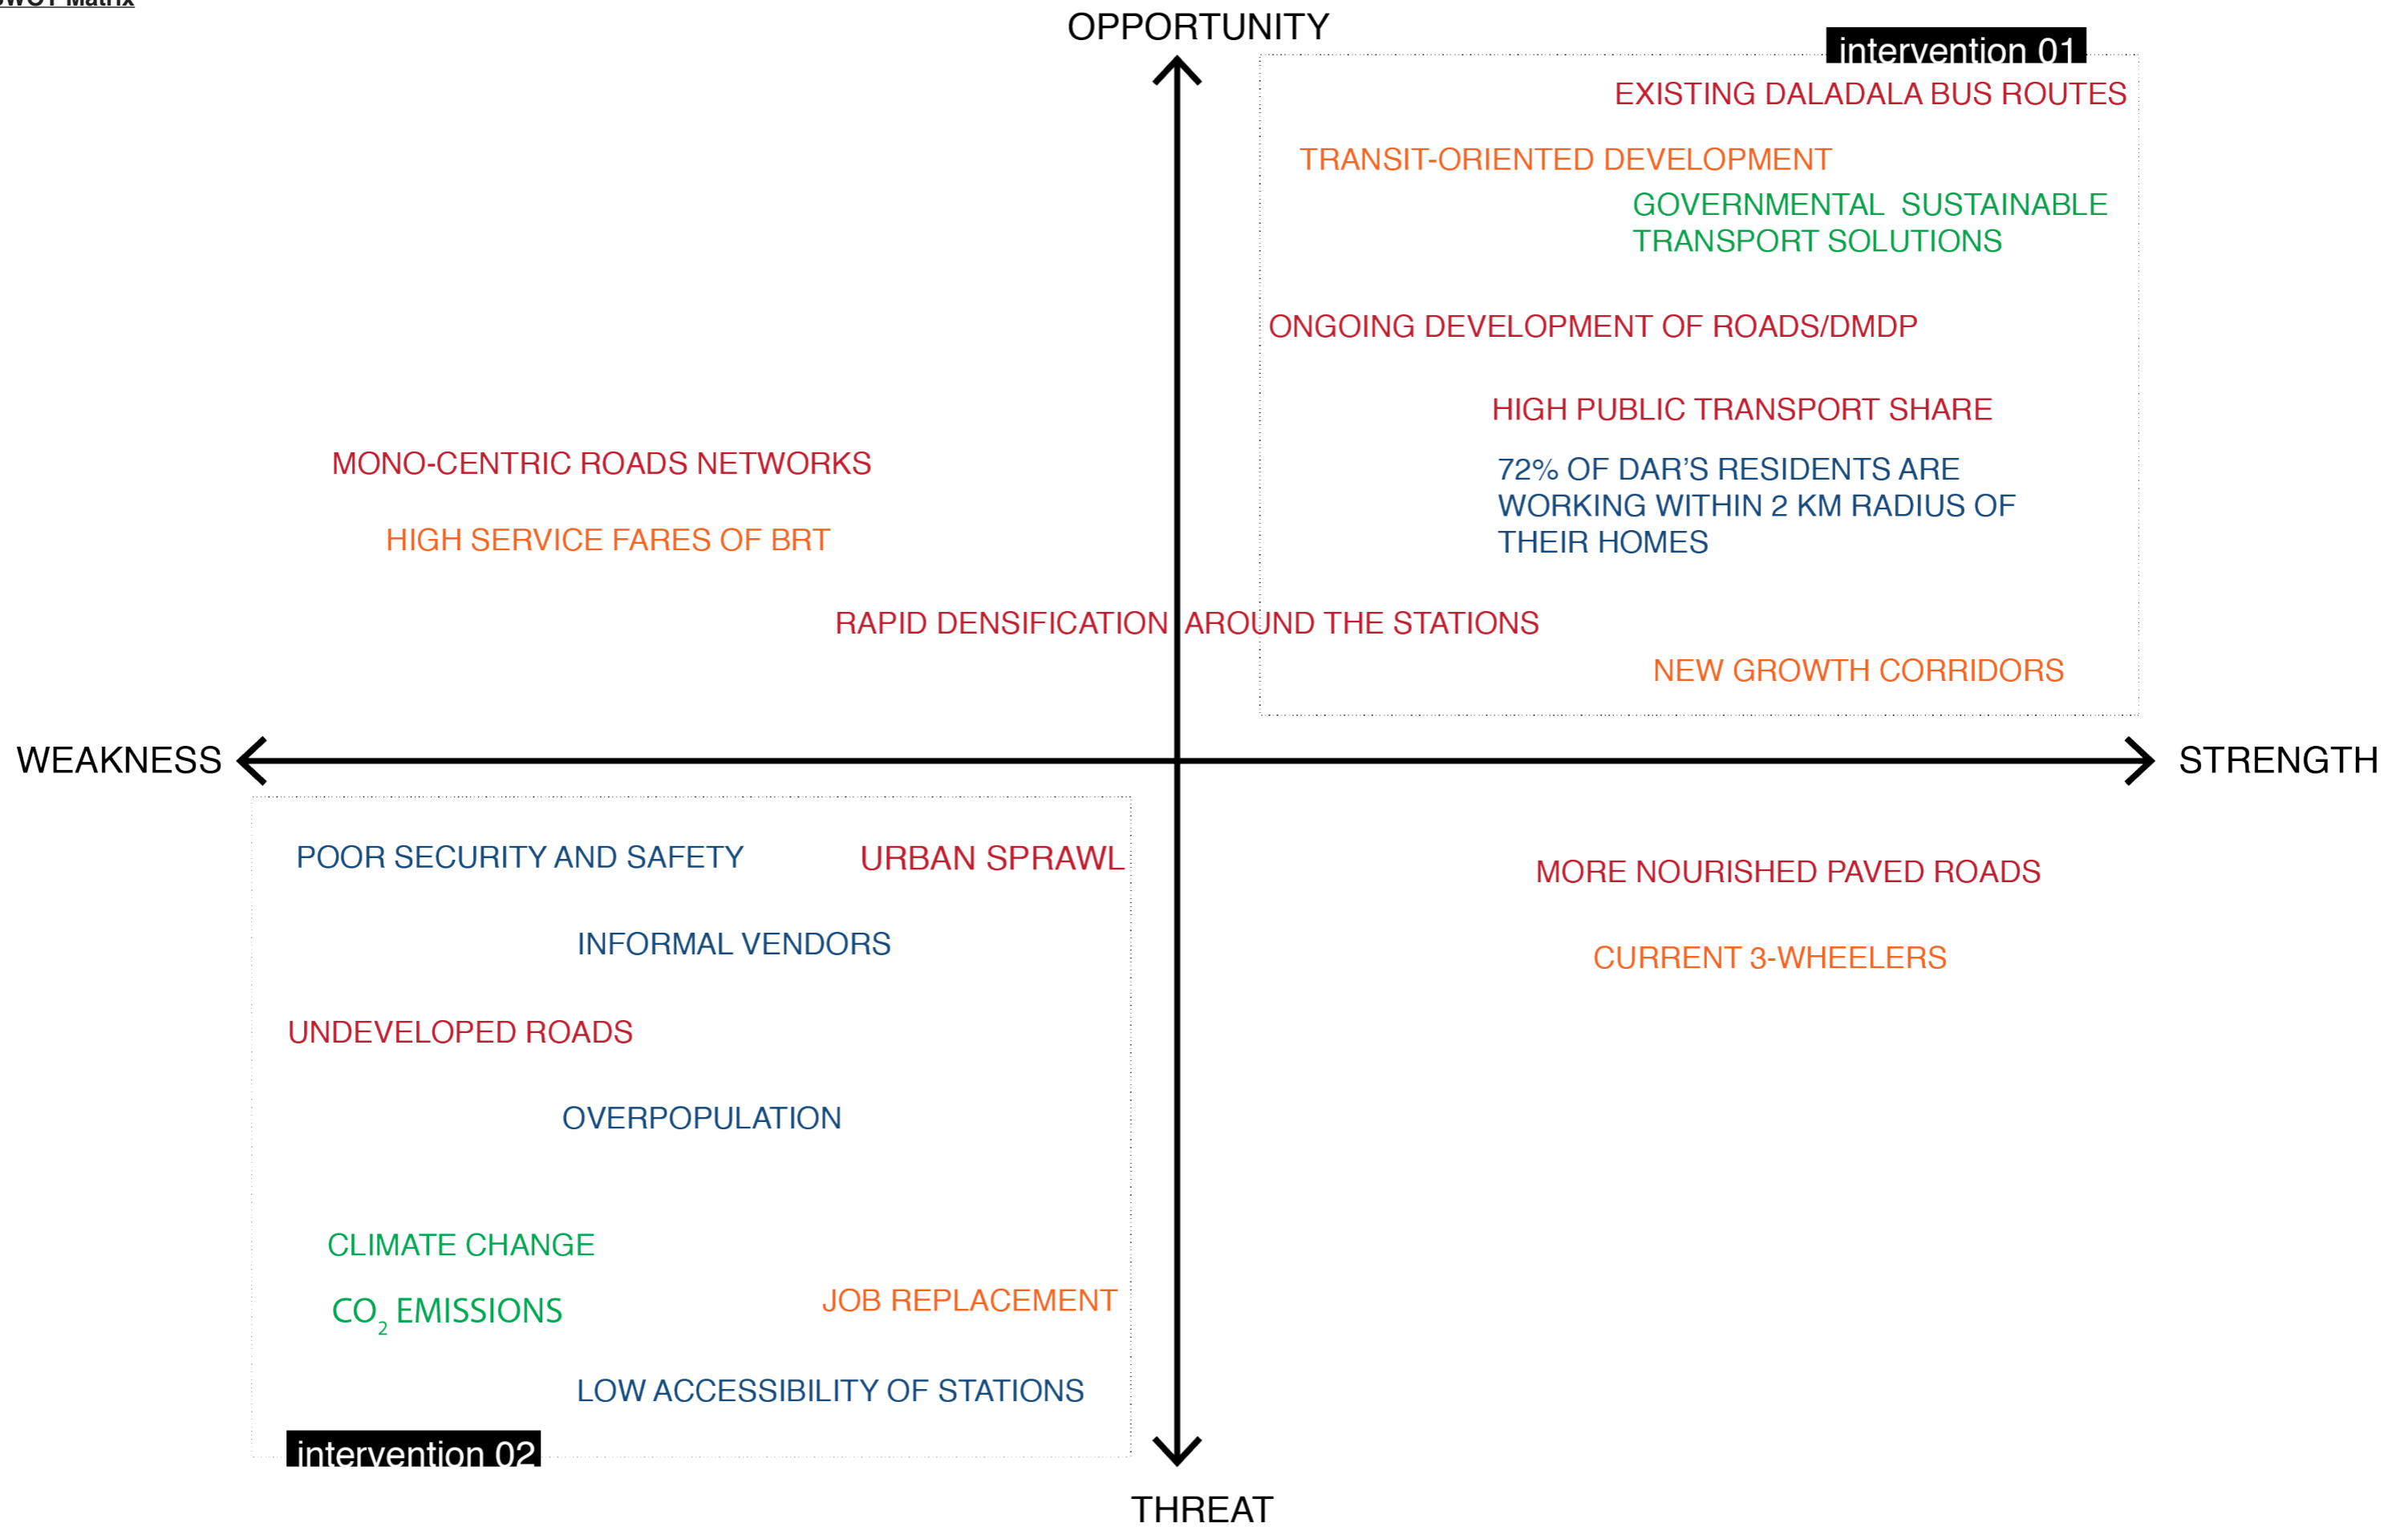 SWOT Matrix
OPPORTUNITY
intervention 01
EXISTING DALADALA BUS ROUTES
TRANSIT-ORIENTED DEVELOPMENT
GOVERNMENTAL SUSTAINABLE
TRANSPORT SOLUTIONS
ONGOING DEVELOPMENT OF ROADS/DMDP
HIGH PUBLIC TRANSPORT SHARE
MONO-CENTRIC ROADS NETWORKS
72% OF DAR'S RESIDENTS ARE
WORKING WITHIN 2 KM RADIUS OF
THEIR HOMES
HIGH SERVICE FARES OF BRT
RAPID DENSIFICATION AROUND THE STATIONS
NEW GROWTH CORRIDORS
WEAKNESS
STRENGTH
POOR SECURITY AND SAFETY
URBAN SPRAWL
MORE NOURISHED PAVED ROADS
INFORMAL VENDORS
CURRENT 3-WHEELERS
UNDEVELOPED ROADS
OVERPOPULATION
CLIMATE CHANGE
JOB REPLACEMENT
CO₂ EMISSIONS
LOW ACCESSIBILITY OF STATIONS
intervention 02
THREAT